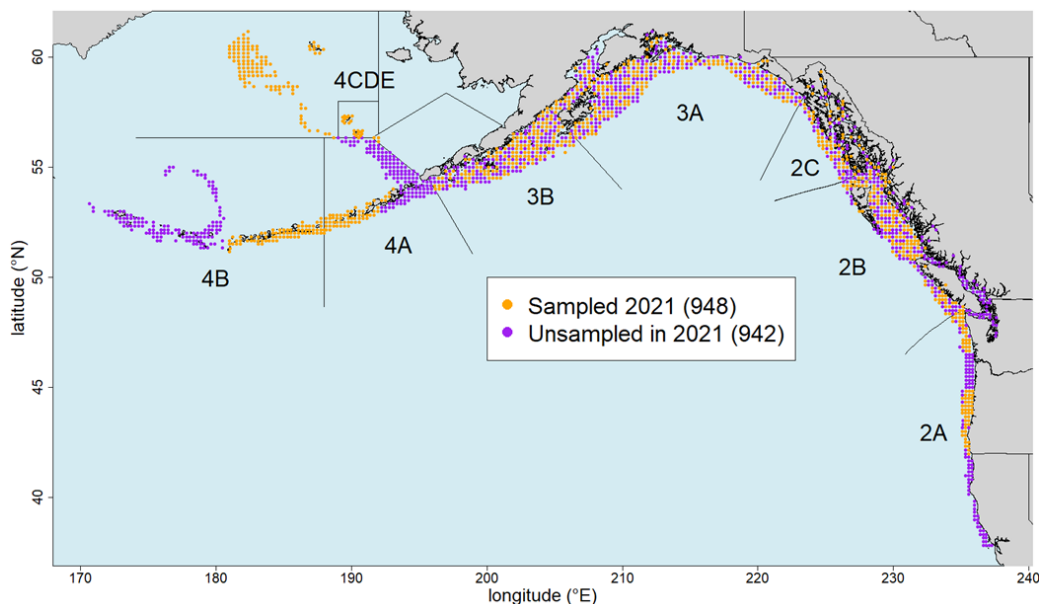 60
55
50
45
40
latitude (°N)
4CDE
3A
2C
3B
4A
4B
2B
2A
Sampled 2021 (948)
Unsampled in 2021 (942)
170
180
190
200
210
220
230
240
longitude (°E)